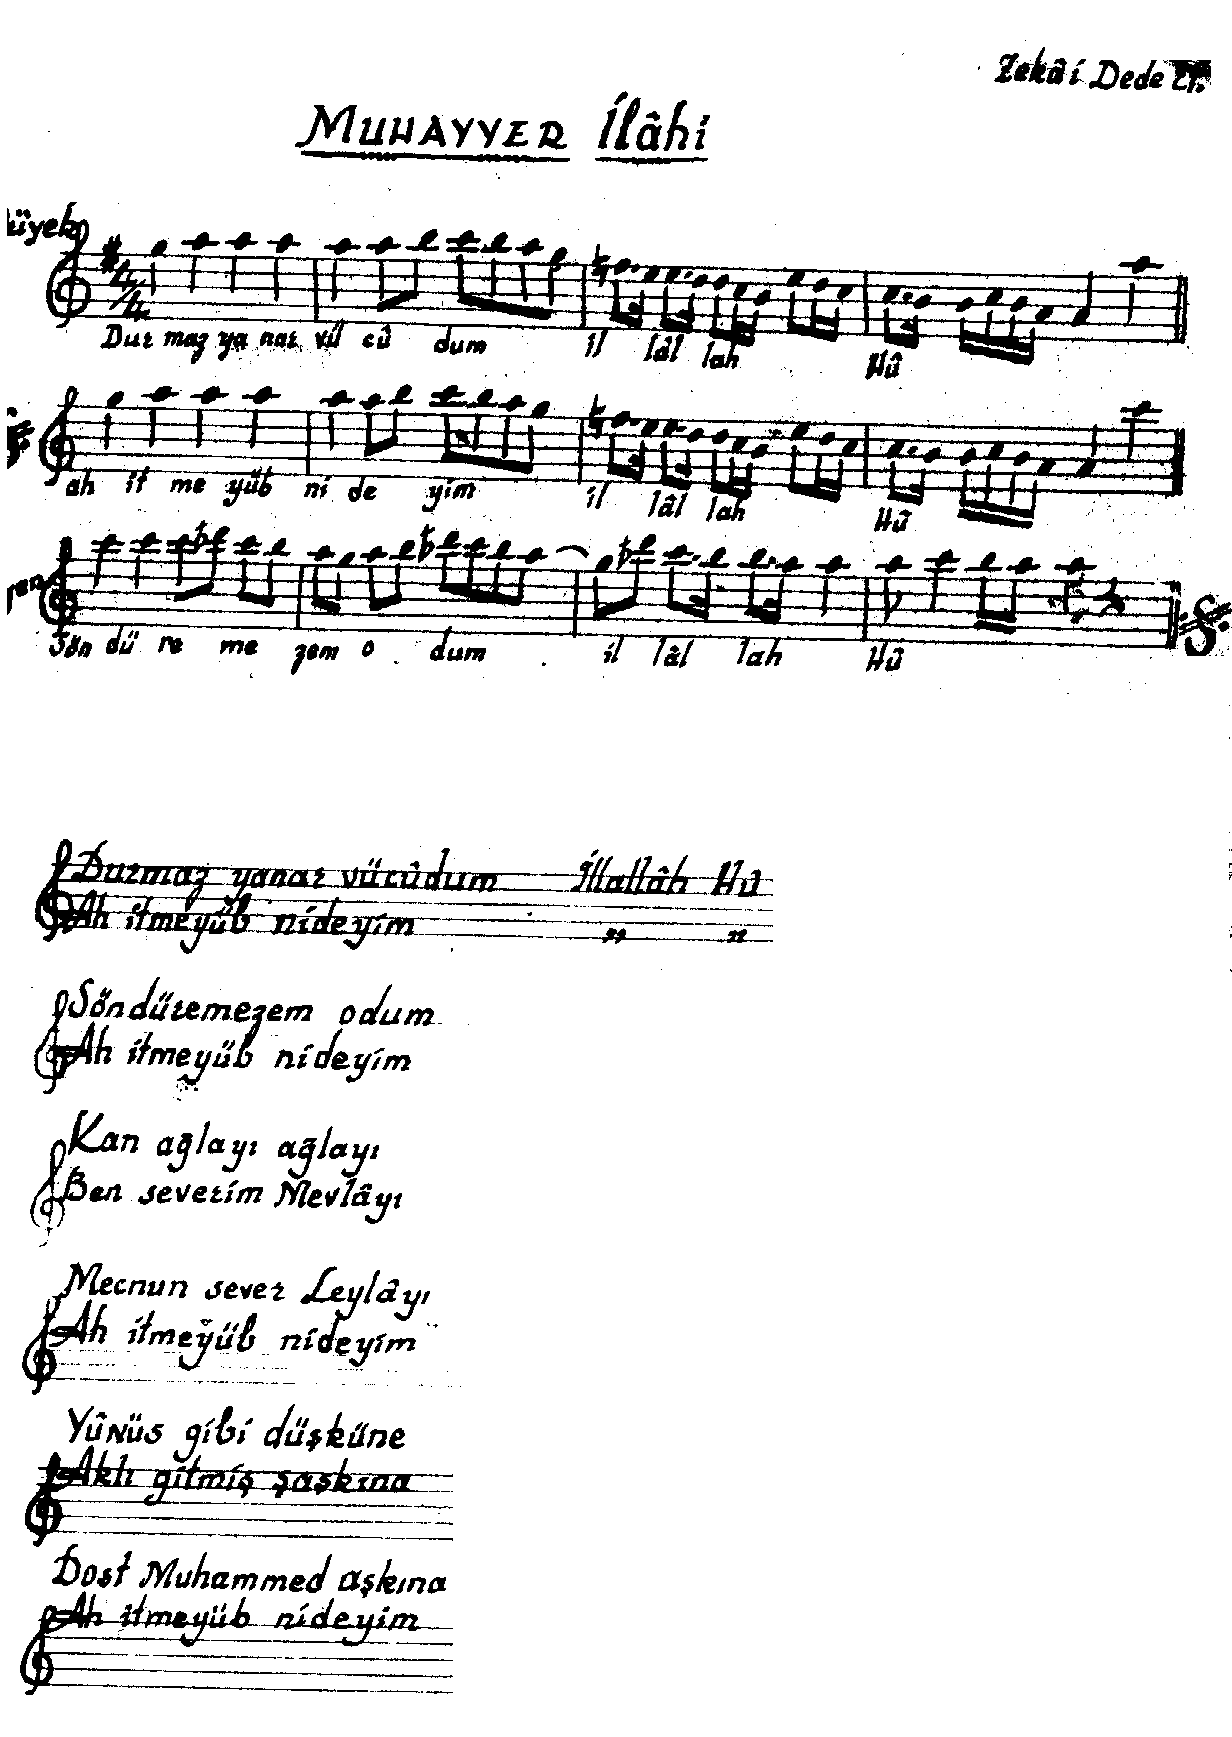 Zekâi Dede Ef.
MUHAYYER İlâhi
üyek
4/4
Dur maz ya nar vü cû dum il lâl lah Hû
ah it me yüb ni de yim il lâl lah Hû
Sön dü re me zem o dum il lâl lah Hû
Durmaz yanar vücûdum İllallâh Hû
Ah itmeyüb nideyim " "
Söndüremezem odum
Ah itmeyüb nideyim
Kan ağlayı ağlayı
Ben severim Mevlâyı
Mecnun sever Leylâyı
Ah itmeyüb nideyim
Yûnüs gibi düşküne
Aklı gitmiş şaşkına
Dost Muhammed aşkına
Ah itmeyüb nideyim